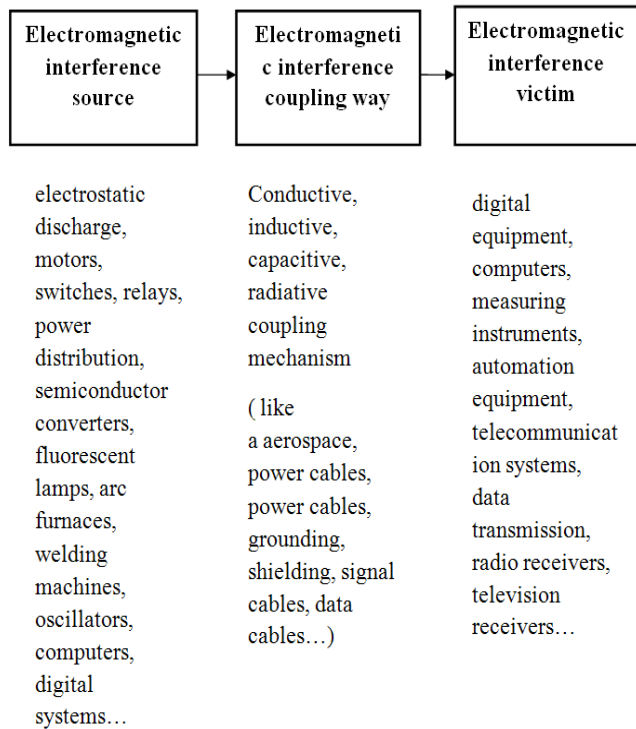 Electromagnetic
interference
source
Electromagneti
c interference
coupling way
Electromagnetic
interference
victim
electrostatic
discharge,
motors,
switches, relays,
power
distribution,
semiconductor
converters,
fluorescent
lamps, arc
furnaces,
welding
machines,
oscillators,
computers,
digital
systems…
Conductive,
inductive,
capacitive,
radiative
coupling
mechanism
( like
a aerospace,
power cables,
power cables,
grounding,
shielding, signal
cables, data
cables…)
digital
equipment,
computers,
measuring
instruments,
automation
equipment,
telecommunicat
ion systems,
data
transmission,
radio receivers,
television
receivers…